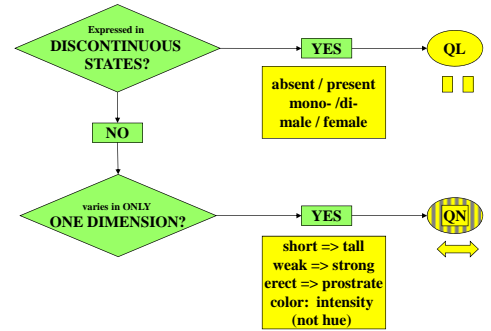 Expressed in
DISCONTINUOUS
STATES?
YES
QL
absent / present
mono- /di-
male / female
NO
varies in ONLY
ONE DIMENSION?
YES
QN
short => tall
weak => strong
erect => prostrate
color: intensity
(not hue)